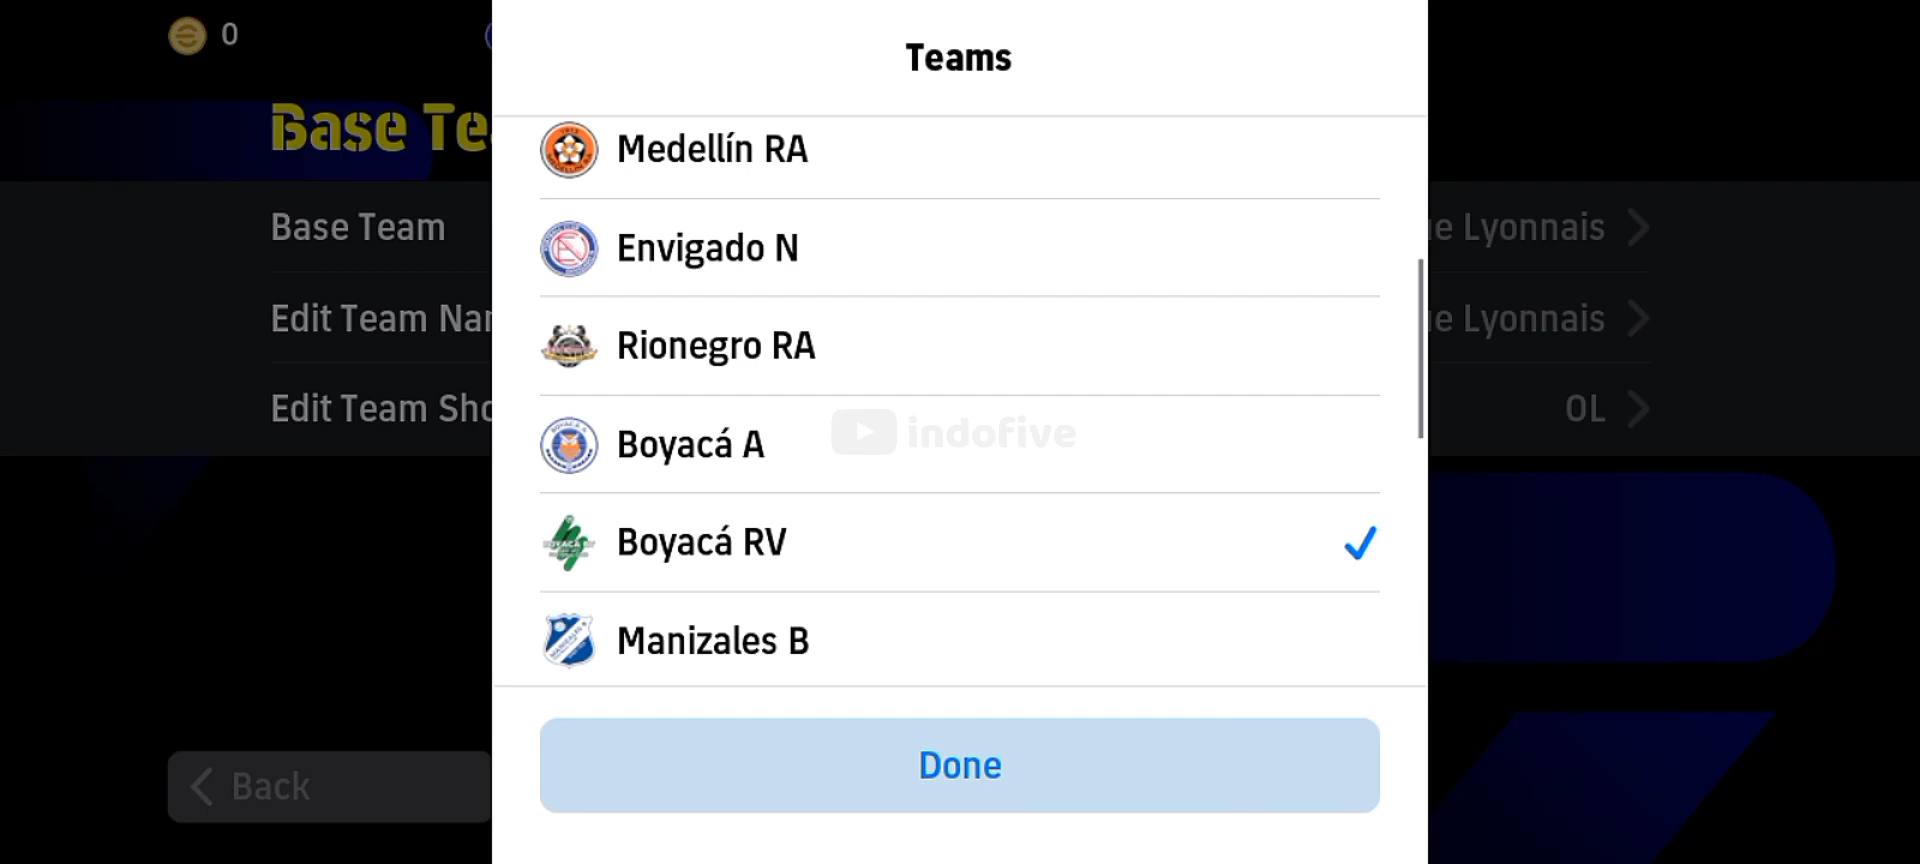 0
Teams
Base Te
Medellín RA
Base Team
e Lyonnais
Envigado N
Edit Team Nar
e Lyonnais
Rionegro RA
Edit Team Sho
OL
Boyacá A
indofive
Boyacá RV
Manizales B
Back
Done